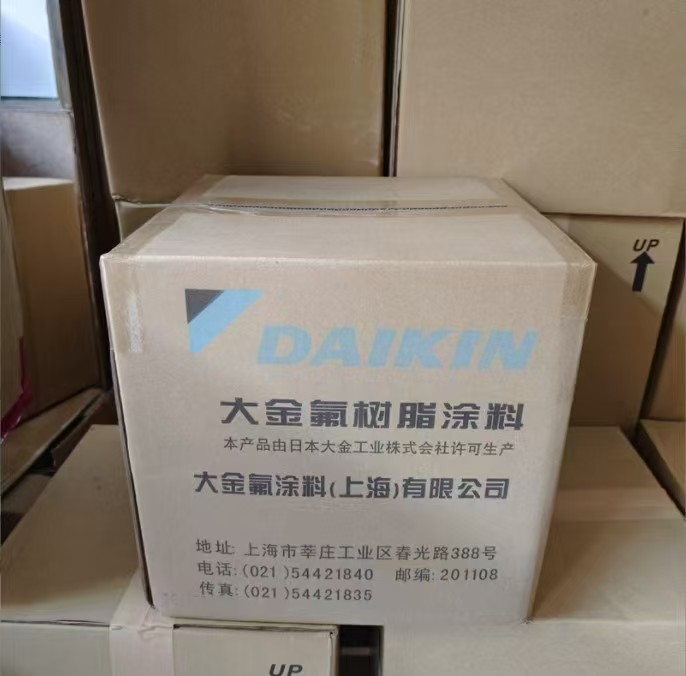 UP
DAIKIN
大金氟树脂涂料
本产品由日本大金工业株式会社许可生产
大金氟涂料(上海)有限公司
地址: 上海市莘庄工业区春光路388号
电话:(021)54421840 邮编:201108
传真:(021)54421835
UP